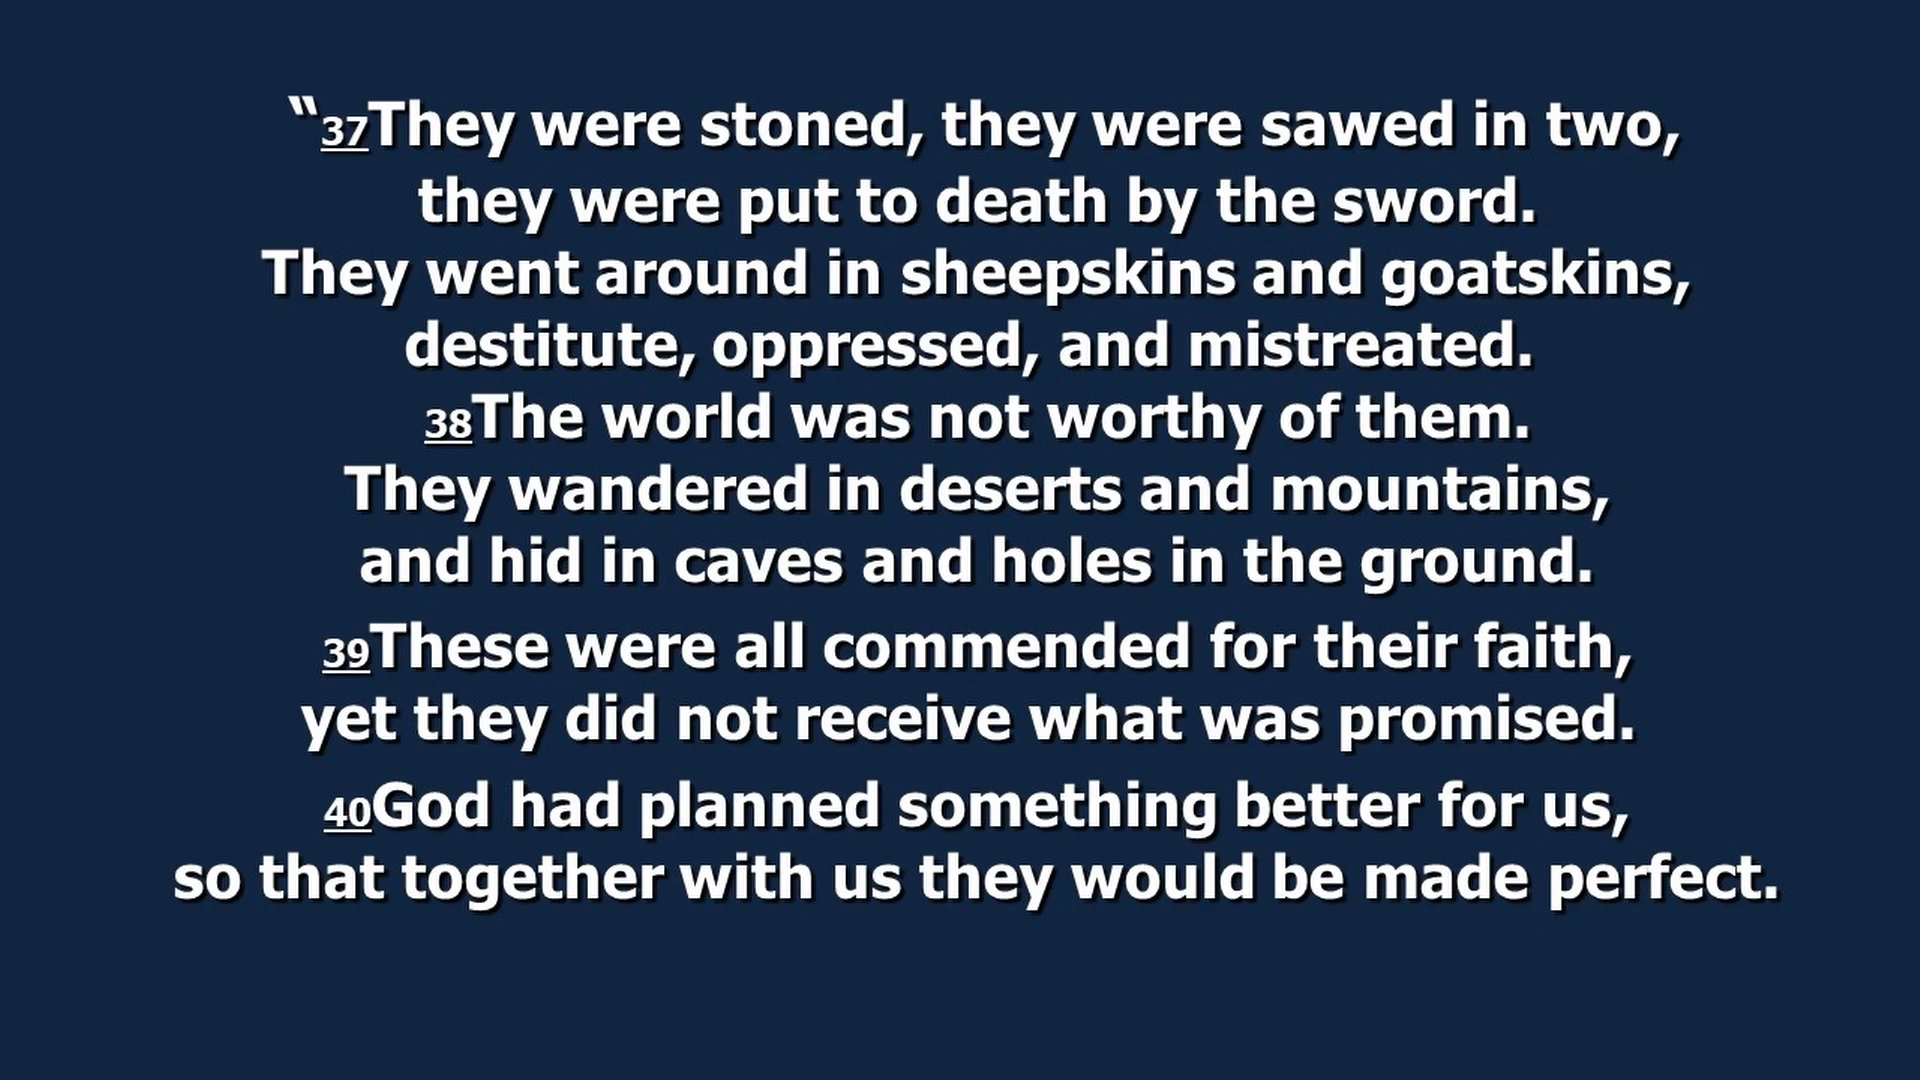 “37They were stoned, they were sawed in two,
they were put to death by the sword.
They went around in sheepskins and goatskins,
destitute, oppressed, and mistreated.
38The world was not worthy of them.
They wandered in deserts and mountains,
and hid in caves and holes in the ground.
39These were all commended for their faith,
yet they did not receive what was promised.
40God had planned something better for us,
so that together with us they would be made perfect.